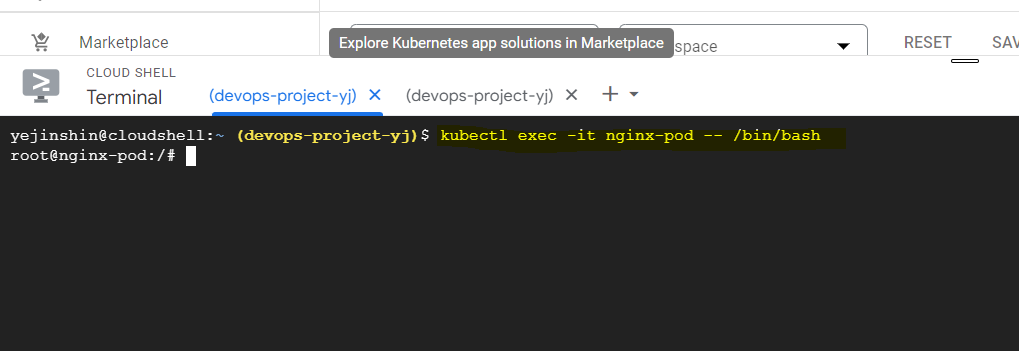 Marketplace
Explore Kubernetes app solutions in Marketplace
space
RESET
SAV
CLOUD SHELL
Terminal
(devops-project-yj)
(devops-project-yj)
yejinshin@cloudshell:~ (devops-project-yj)$ kubectl exec -it nginx-pod -- /bin/bash
root@nginx-pod:/#